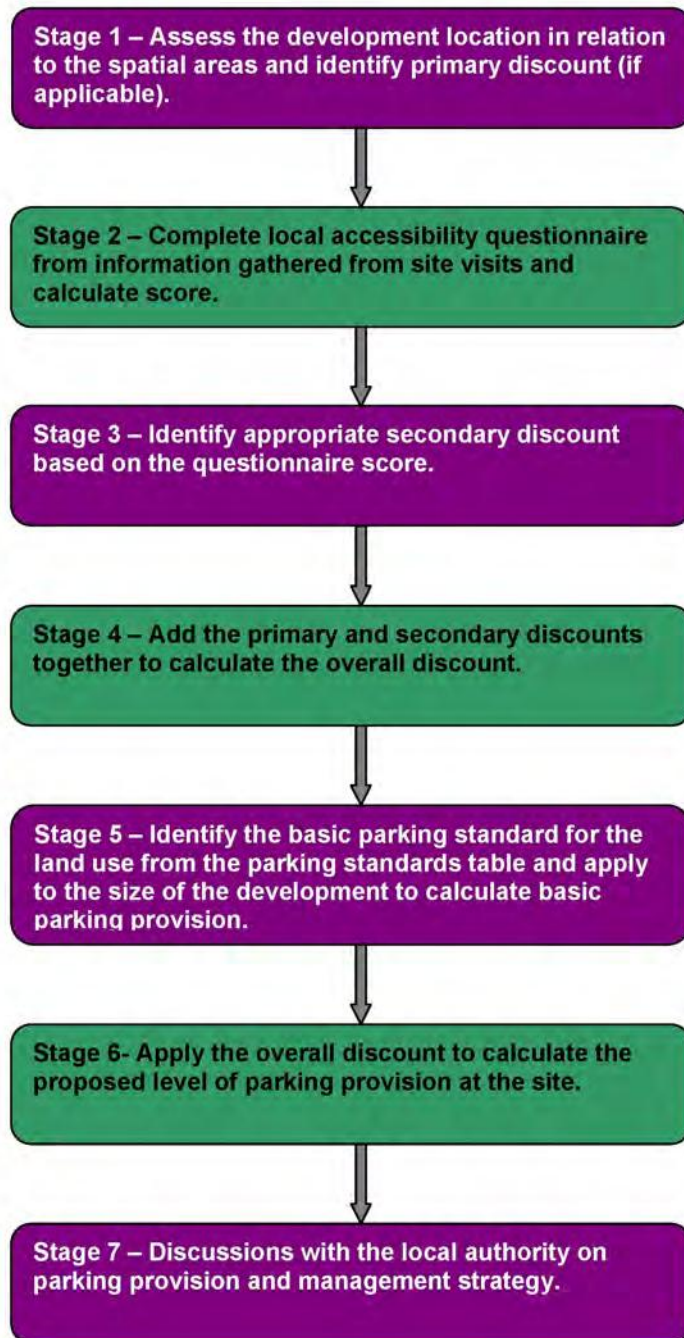 Stage 1 – Assess the development location in relation
to the spatial areas and identify primary discount (if
applicable).
Stage 2 – Complete local accessibility questionnaire
from information gathered from site visits and
calculate score.
Stage 3 – Identify appropriate secondary discount
based on the questionnaire score.
Stage 4 – Add the primary and secondary discounts
together to calculate the overall discount.
Stage 5 – Identify the basic parking standard for the
land use from the parking standards table and apply
to the size of the development to calculate basic
parking provision.
Stage 6- Apply the overall discount to calculate the
proposed level of parking provision at the site.
Stage 7 – Discussions with the local authority on
parking provision and management strategy.